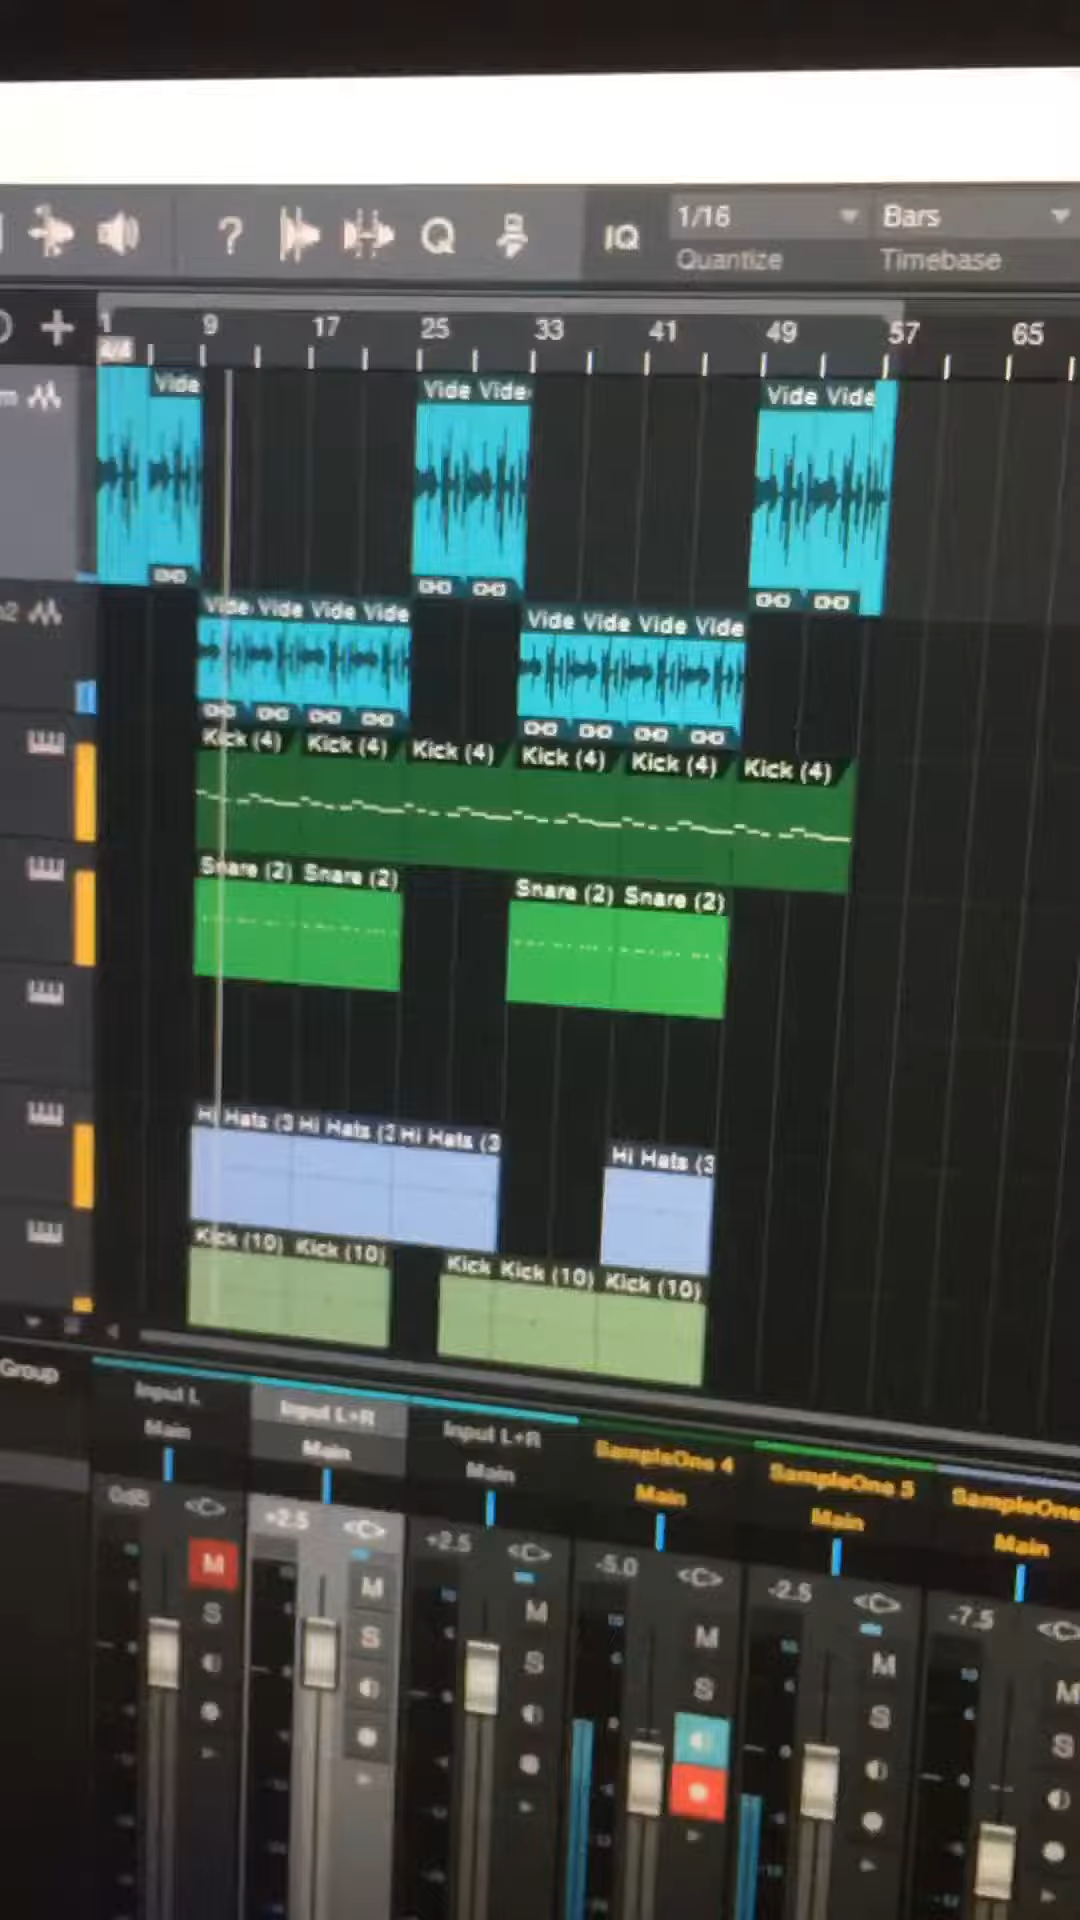 ? Q IQ 1/16 Bars
Quantize Timebase
1 9 17 25 33 41 49 57 65
4/4
Vide Vide Vide Vide Vide
Vide Vide Vide Vide Vide Vide Vide Vide
Kick (4) Kick (4) Kick (4) Kick (4) Kick (4) Kick (4)
Snare (2) Snare (2) Snare (2) Snare (2)
Hi Hats (3 Hi Hats (3 Hi Hats (3 Hi Hats (3
Kick (10) Kick (10) Kick Kick (10) Kick (10)
Group Input L Input L+R Input L+R SampleOne 4 SampleOne 5 SampleOne
Main Main Main Main Main Main
0dB <C> +2.5 <C> +2.5 <C> -5.0 <C> -2.5 <C> -7.5 <C>
M M M M M M
S S S S S S